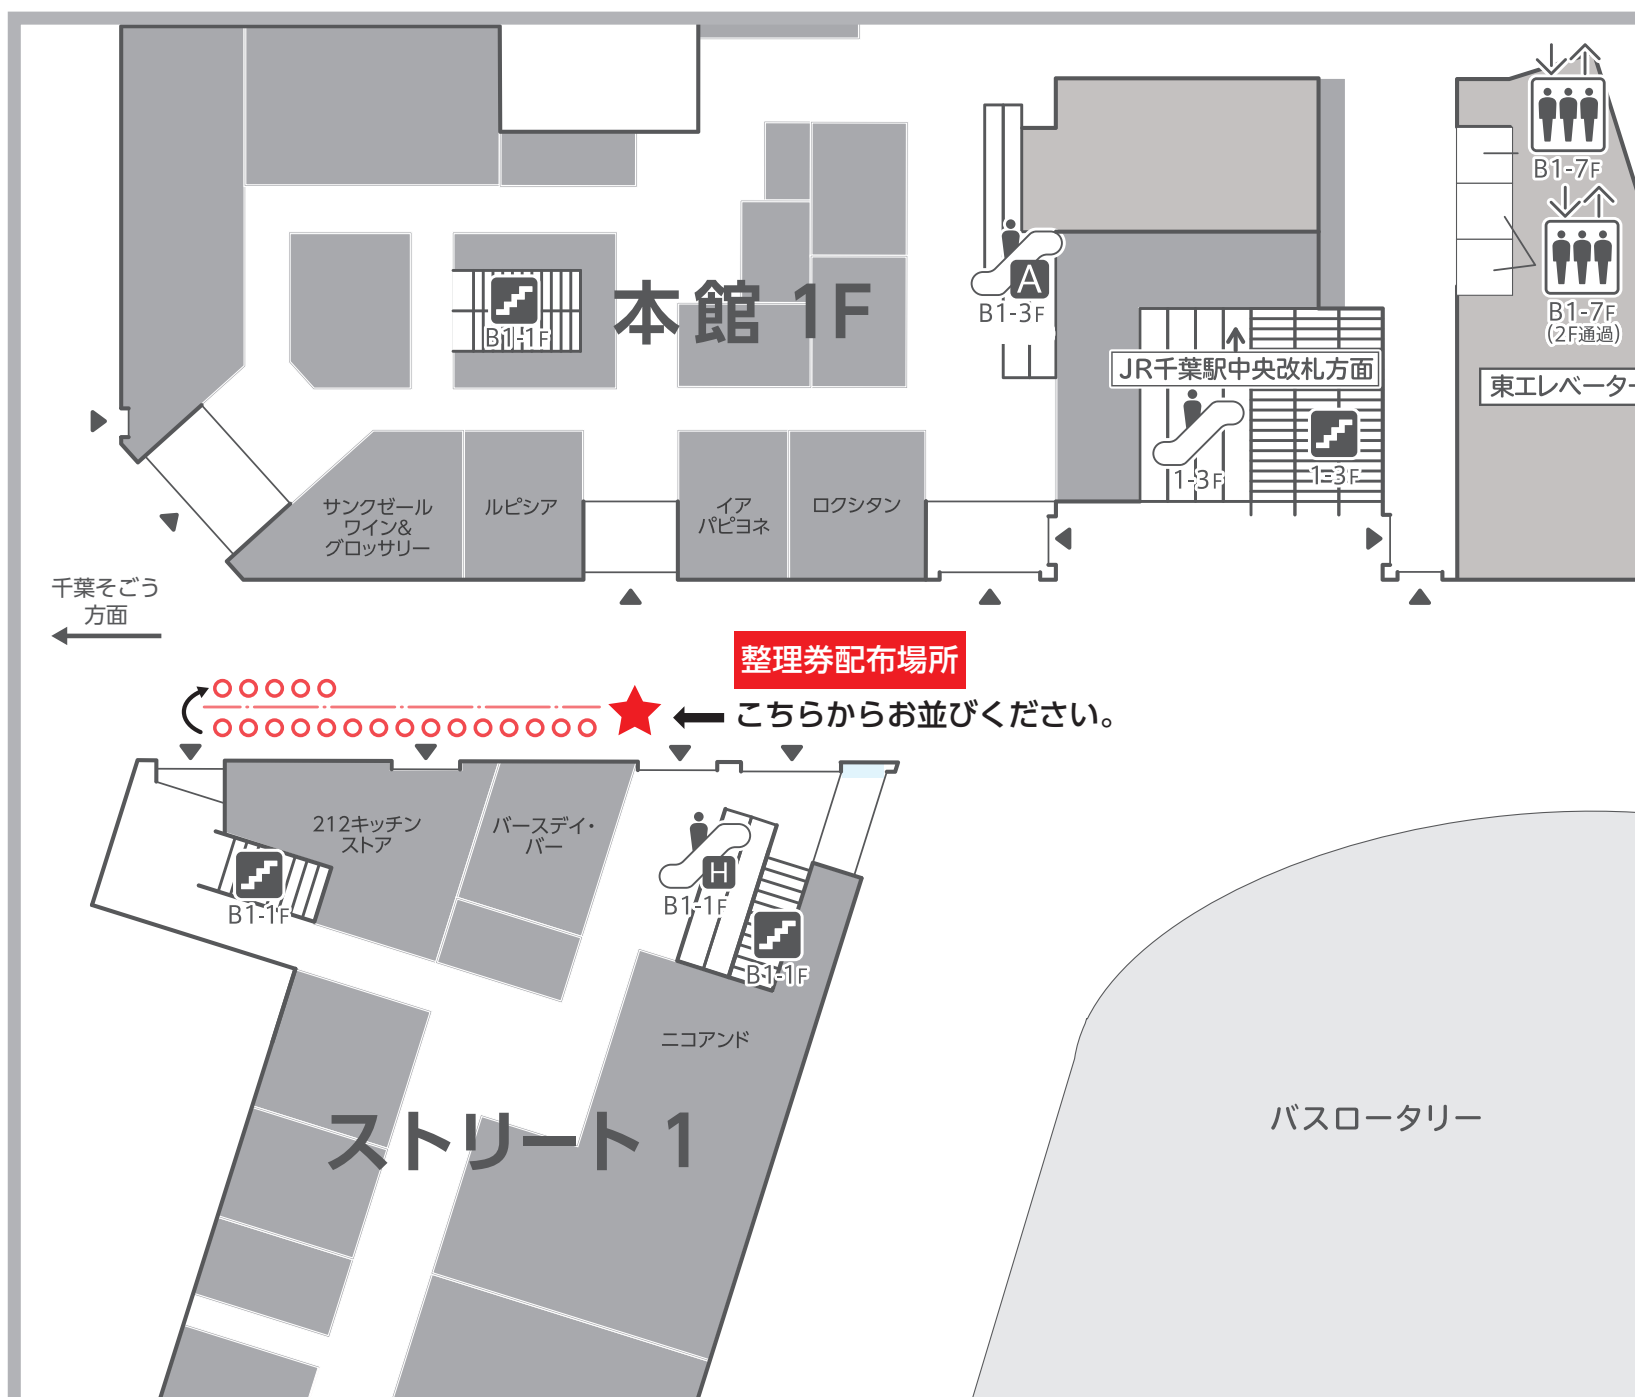 B1-7F
B1-7F
(2F通過)
東エレベーター
本館 1F
B1-1F
A
B1-3F
JR千葉駅中央改札方面
1-3F
1-3F
サンクゼール
ワイン&
グロッサリー
ルピシア
イア
パピヨネ
ロクシタン
千葉そごう
方面
整理券配布場所
こちらからお並びください。
212キッチン
ストア
バースデイ・
バー
H
B1-1F
B1-1F
B1-1F
ニコアンド
ストリート1
バスロータリー